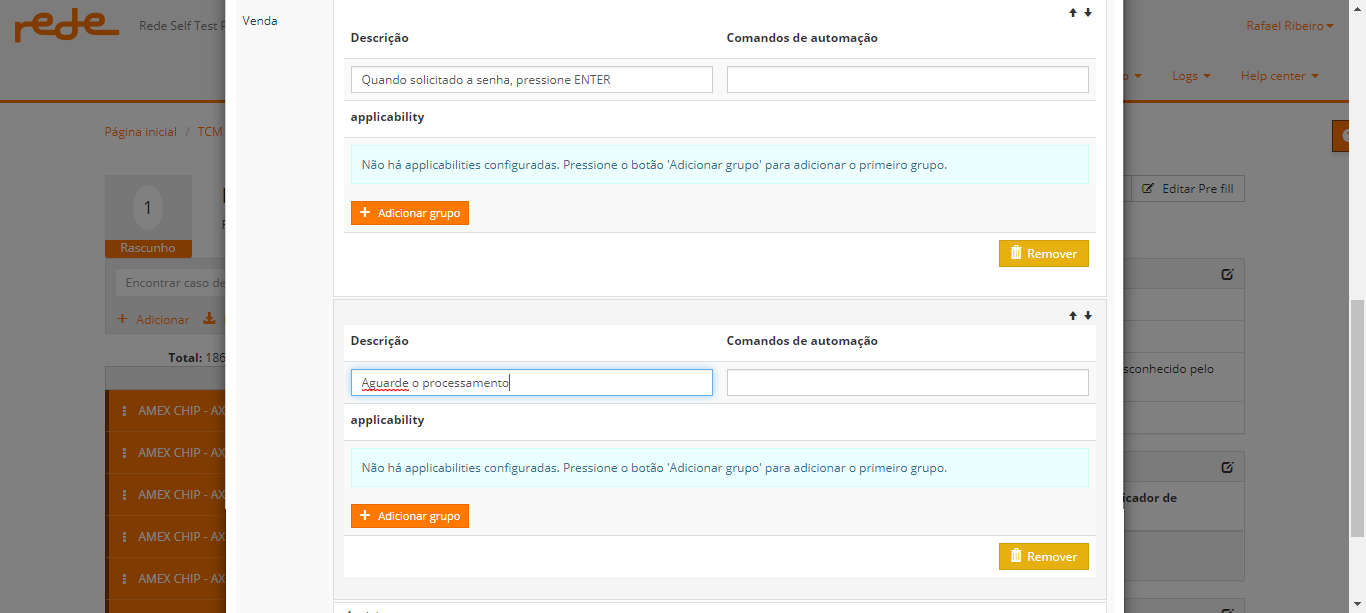 rede
Rede Self Test
Rafael Ribeiro
Logs
Help center
Página inicial / TCM
1
Rascunho
Editar Pre fill
Encontrar caso de
+ Adicionar
Total: 186
AMEX CHIP - AX
AMEX CHIP - AX
AMEX CHIP - AX
AMEX CHIP - AX
AMEX CHIP - AX
sconhecido pelo
icador de
Venda
Descrição
Comandos de automação
Quando solicitado a senha, pressione ENTER
applicability
Não há applicabilities configuradas. Pressione o botão 'Adicionar grupo' para adicionar o primeiro grupo.
+ Adicionar grupo
Remover
Descrição
Comandos de automação
Aguarde o processamento
applicability
Não há applicabilities configuradas. Pressione o botão 'Adicionar grupo' para adicionar o primeiro grupo.
+ Adicionar grupo
Remover